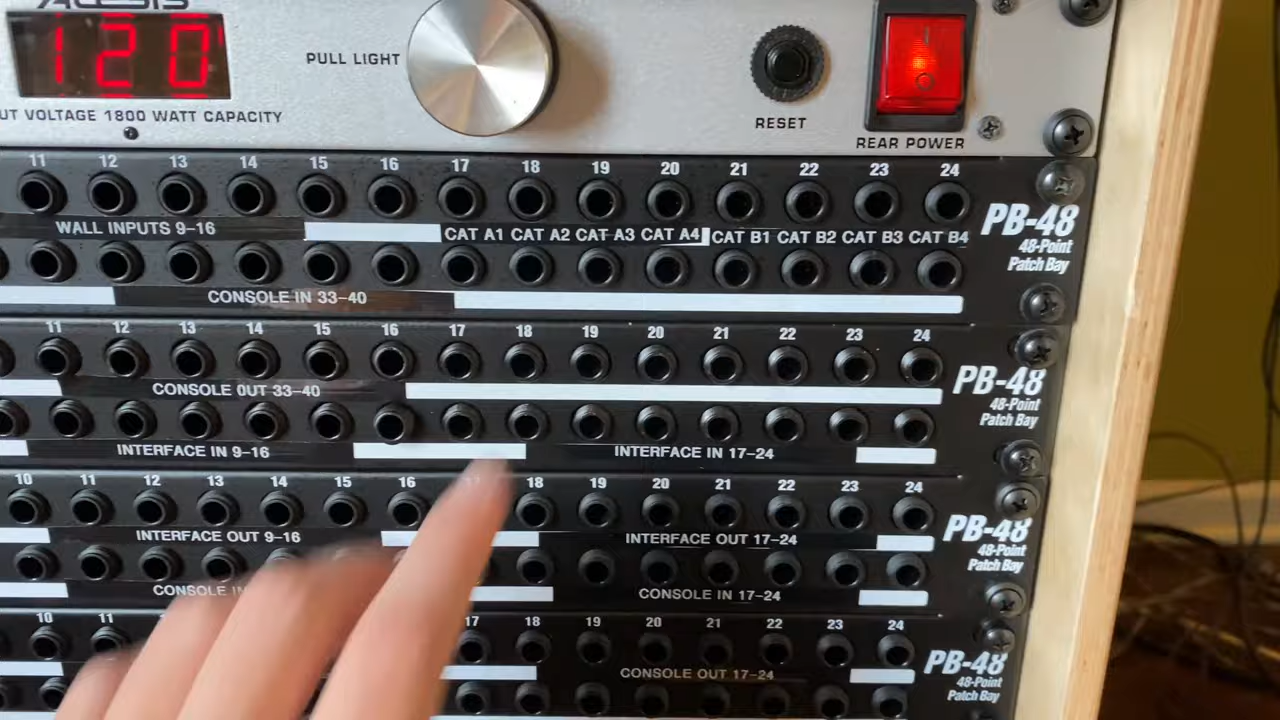 ALESIS
120
PULL LIGHT
UT VOLTAGE 1800 WATT CAPACITY
RESET
REAR POWER
11 12 13 14 15 16 17 18 19 20 21 22 23 24
WALL INPUTS 9-16 CAT A1 CAT A2 CAT A3 CAT A4 CAT B1 CAT B2 CAT B3 CAT B4
PB-48
48-Point
Patch Bay
CONSOLE IN 33-40
11 12 13 14 15 16 17 18 19 20 21 22 23 24
CONSOLE OUT 33-40
PB-48
48-Point
Patch Bay
INTERFACE IN 9-16 INTERFACE IN 17-24
10 11 12 13 14 15 16 18 19 20 21 22 23 24
INTERFACE OUT 9-16 INTERFACE OUT 17-24
PB-48
48-Point
Patch Bay
CONSOLE IN CONSOLE IN 17-24
10 11 17 18 19 20 21 22 23 24
CONSOLE OUT 17-24
PB-48
48-Point
Patch Bay